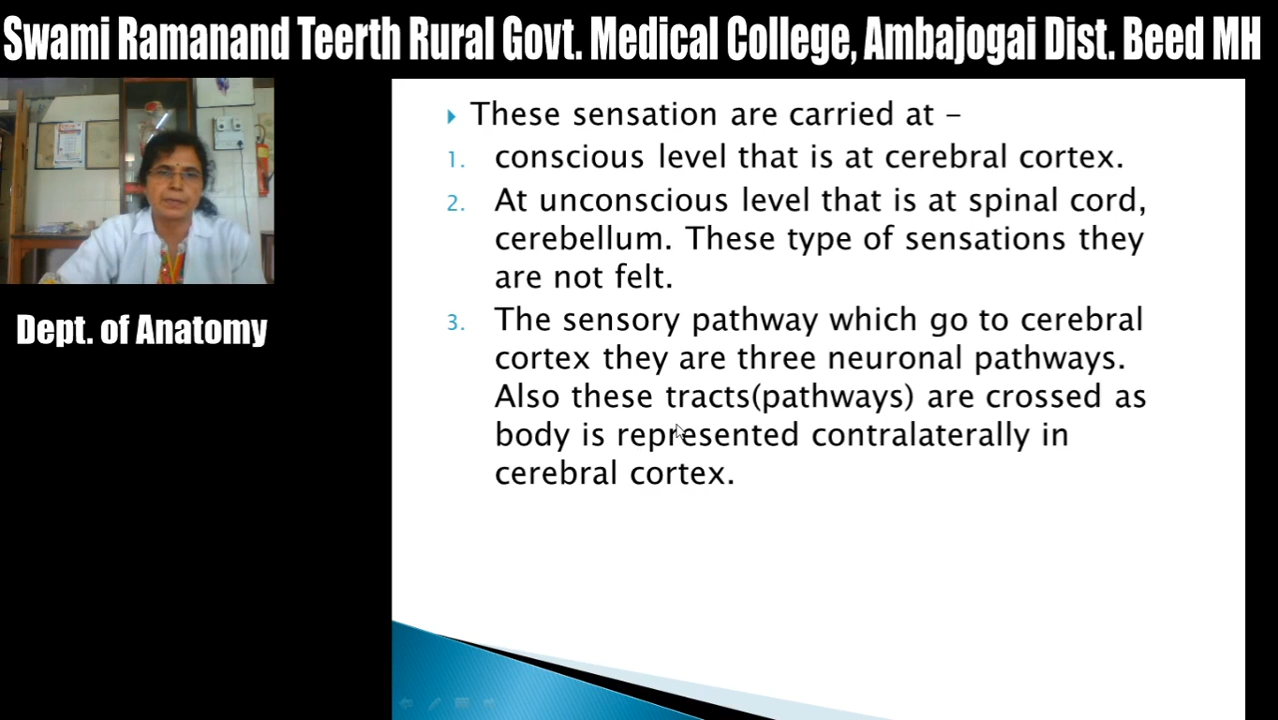 Swami Ramanand Teerth Rural Govt. Medical College, Ambajogai Dist. Beed MH
These sensation are carried at –
1. conscious level that is at cerebral cortex.
2. At unconscious level that is at spinal cord,
cerebellum. These type of sensations they
are not felt.
3. The sensory pathway which go to cerebral
cortex they are three neuronal pathways.
Also these tracts(pathways) are crossed as
body is represented contralaterally in
cerebral cortex.
Dept. of Anatomy